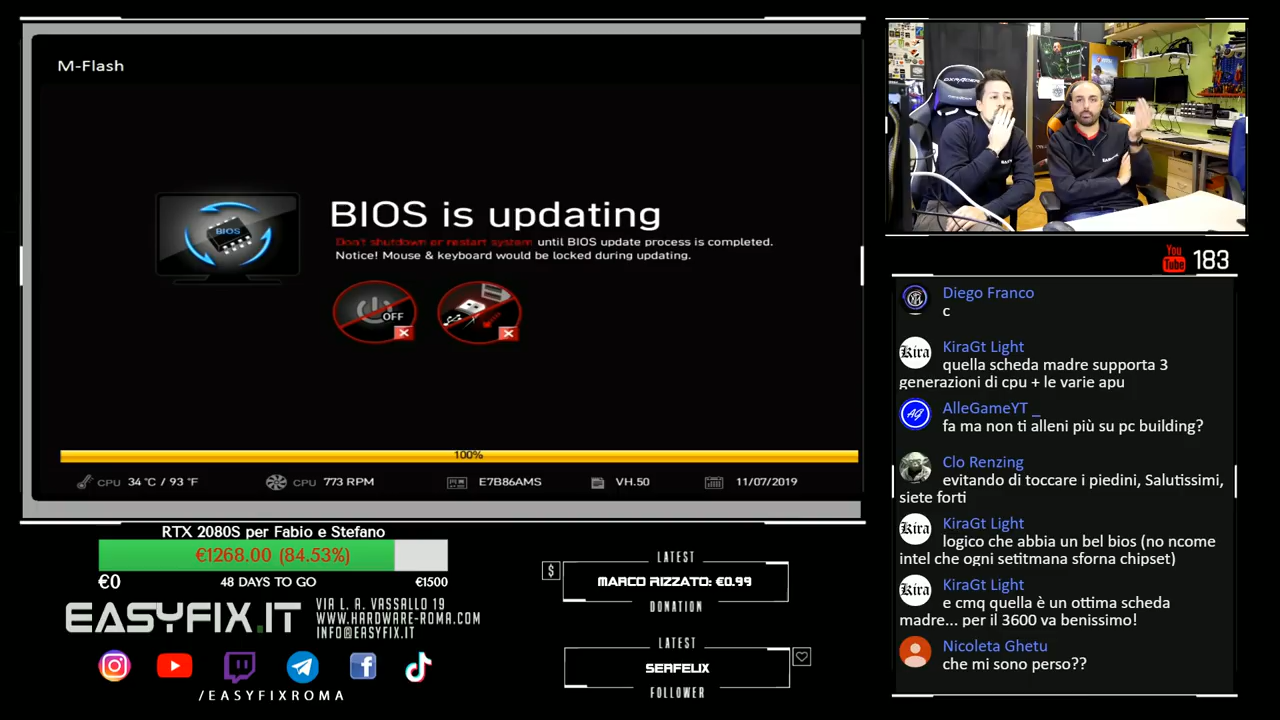 M-Flash
BIOS
BIOS is updating
Don't shutdown or restart system until BIOS update process is completed.
Notice! Mouse & keyboard would be locked during updating.
OFF
100%
CPU 34 °C / 93 °F
CPU 773 RPM
E7B86AMS
VH.50
11/07/2019
You
Tube 183
Diego Franco
c
KiraGt Light
quella scheda madre supporta 3
generazioni di cpu + le varie apu
AlleGameYT _
fa ma non ti alleni più su pc building?
Clo Renzing
evitando di toccare i piedini, Salutissimi,
siete forti
KiraGt Light
logico che abbia un bel bios (no ncome
intel che ogni setitmana sforna chipset)
KiraGt Light
e cmq quella è un ottima scheda
madre... per il 3600 va benissimo!
Nicoleta Ghetu
che mi sono perso??
Kira
AG
Kira
Kira
RTX 2080S per Fabio e Stefano
€1268.00 (84.53%)
€0 48 DAYS TO GO €1500
EASYFIX.IT
VIA L. A. VASSALLO 19
WWW.HARDWARE-ROMA.COM
INFO@EASYFIX.IT
/EASYFIXROMA
LATEST
$
MARCO RIZZATO: €0.99
DONATION
LATEST
SERFELIX
FOLLOWER